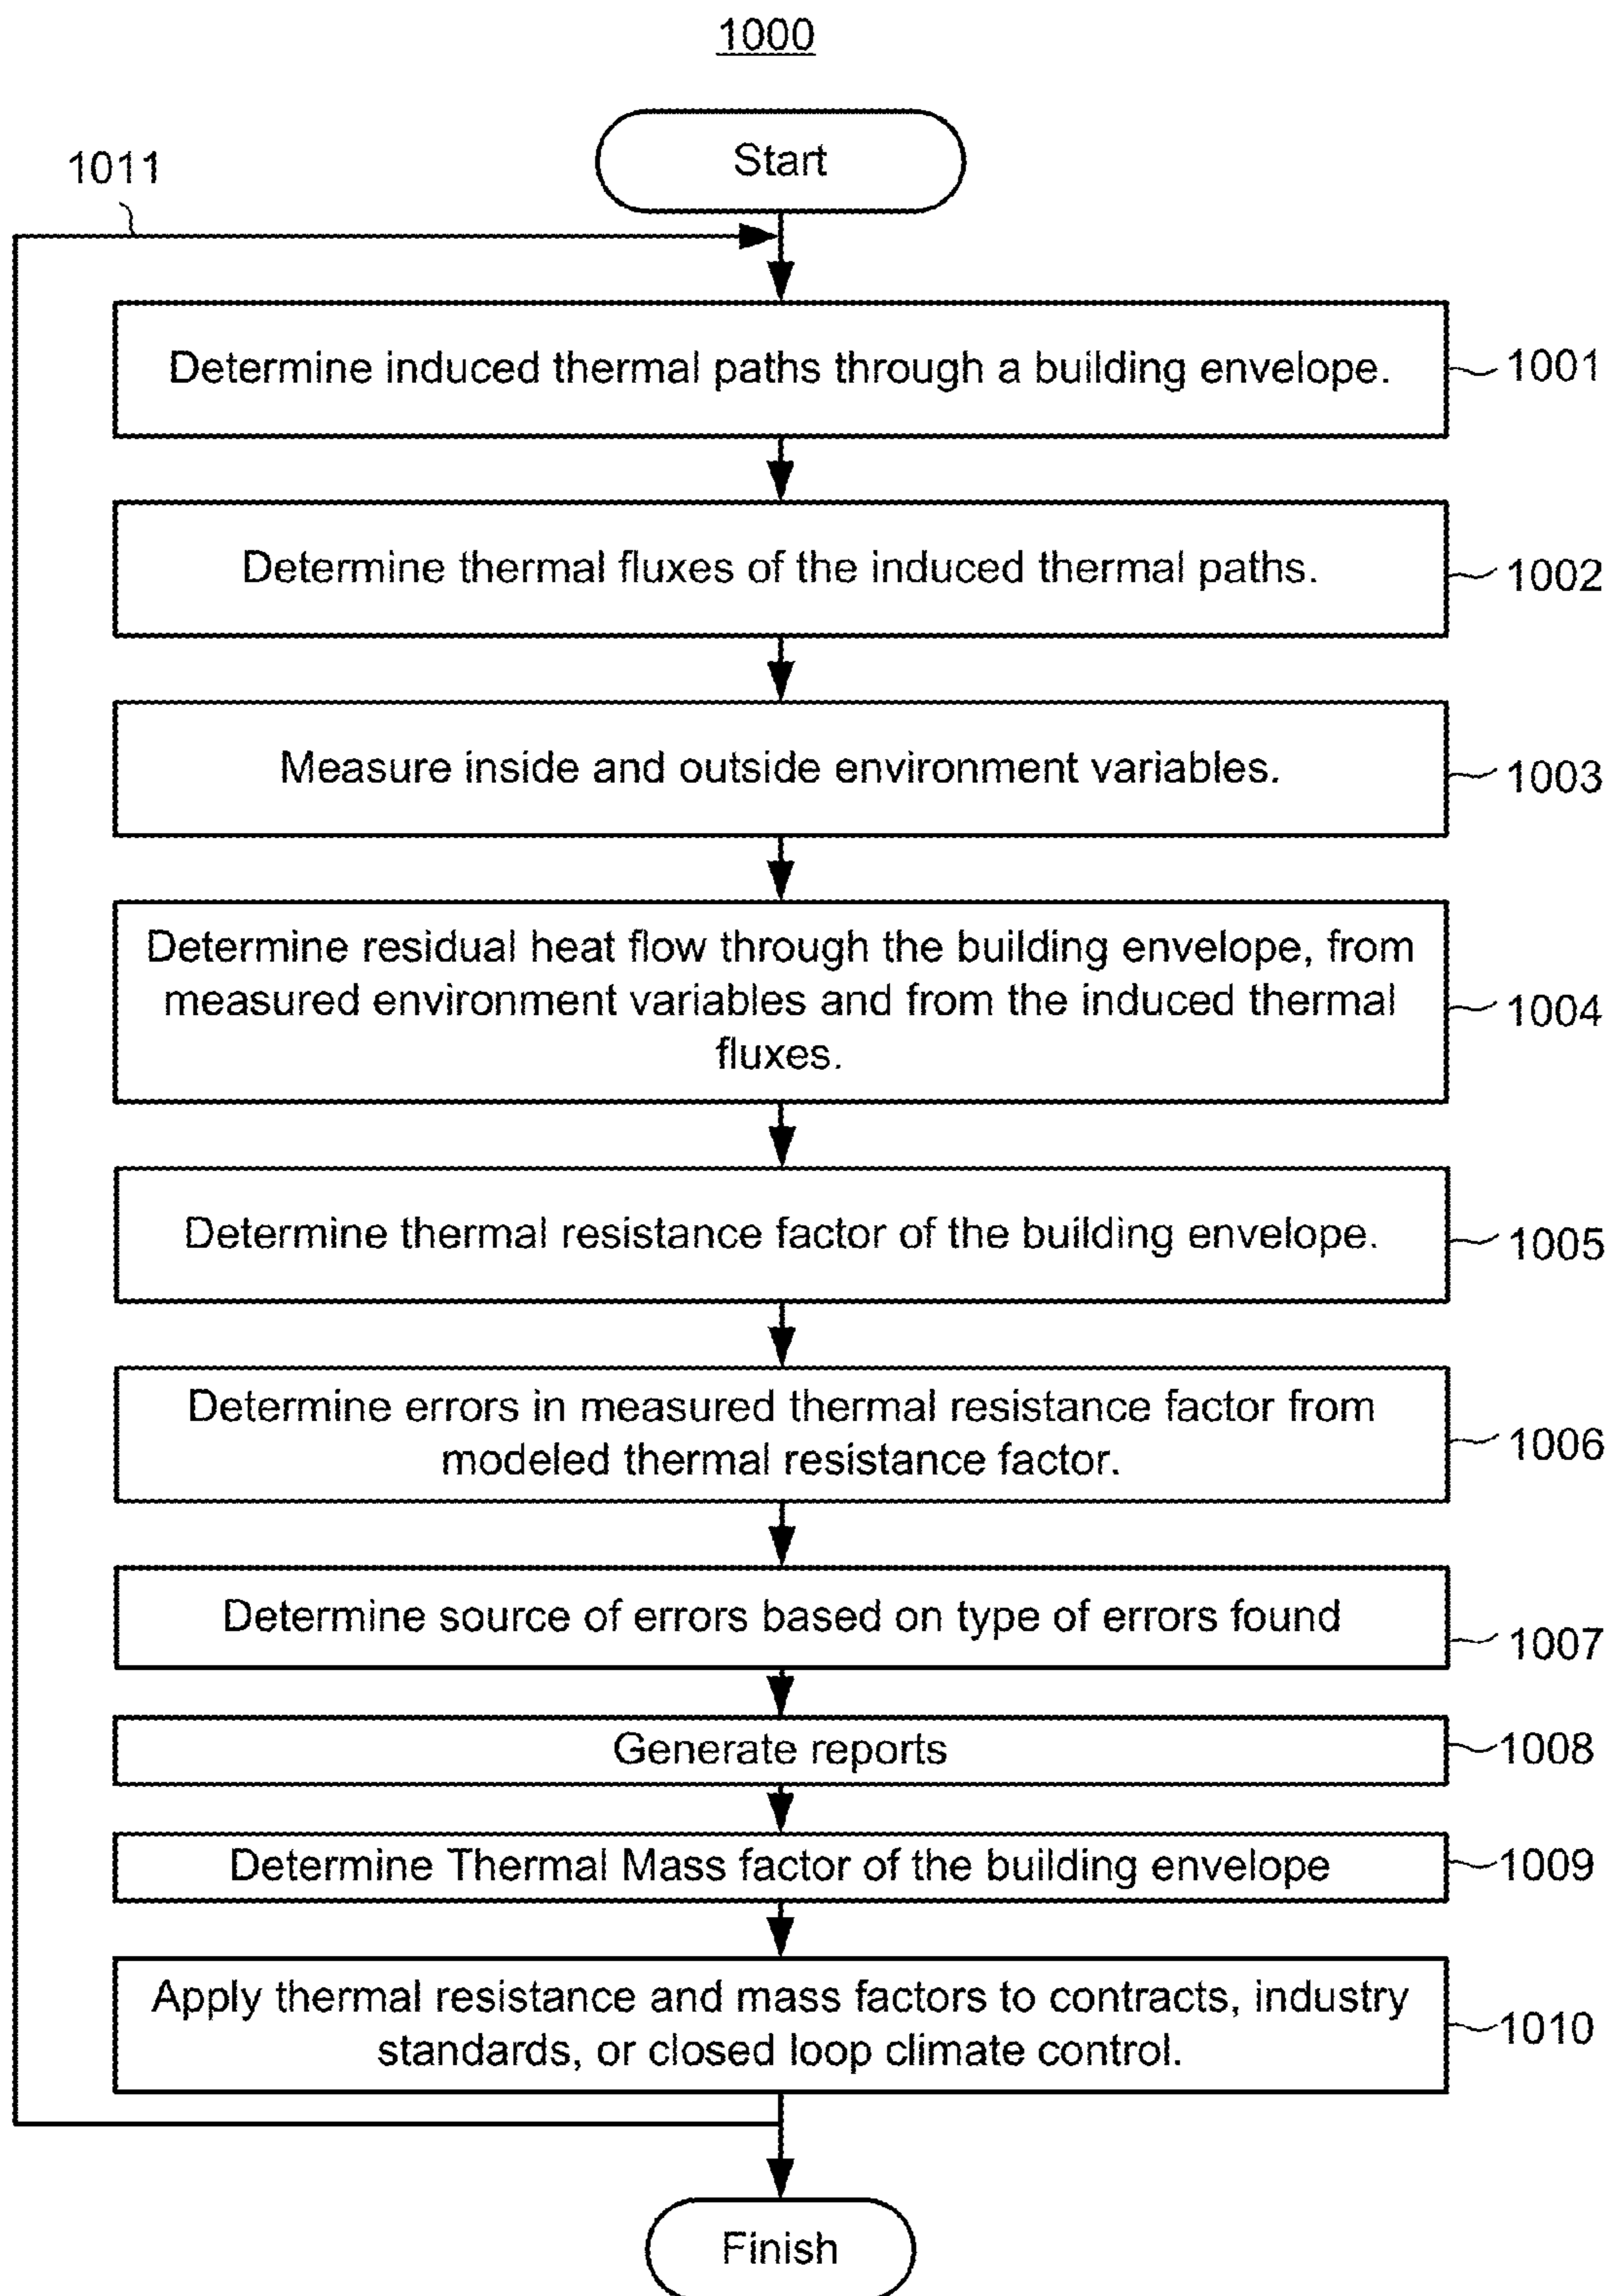 1000
Start
1011
Determine induced thermal paths through a building envelope.
1001
Determine thermal fluxes of the induced thermal paths.
1002
Measure inside and outside environment variables.
1003
Determine residual heat flow through the building envelope, from
measured environment variables and from the induced thermal
fluxes.
1004
Determine thermal resistance factor of the building envelope.
1005
Determine errors in measured thermal resistance factor from
modeled thermal resistance factor.
1006
Determine source of errors based on type of errors found
1007
Generate reports
1008
Determine Thermal Mass factor of the building envelope
1009
Apply thermal resistance and mass factors to contracts, industry
standards, or closed loop climate control.
1010
Finish